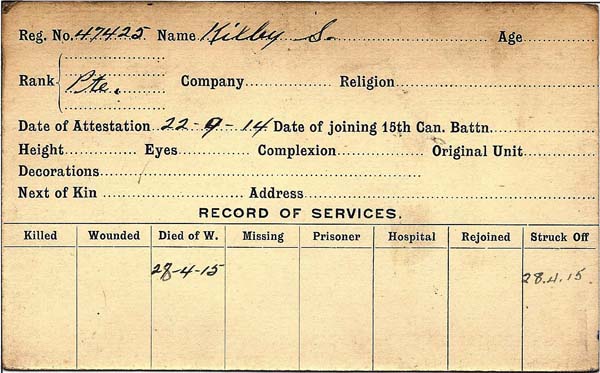 Reg. No. 47425 Name Kilby S. Age
Rank Pte. Company Religion
Date of Attestation 22-9-14 Date of joining 15th Can. Battn.
Height Eyes Complexion Original Unit
Decorations
Next of Kin Address
RECORD OF SERVICES.
Killed Wounded Died of W. Missing Prisoner Hospital Rejoined Struck Off
28-4-15 28.4.15.